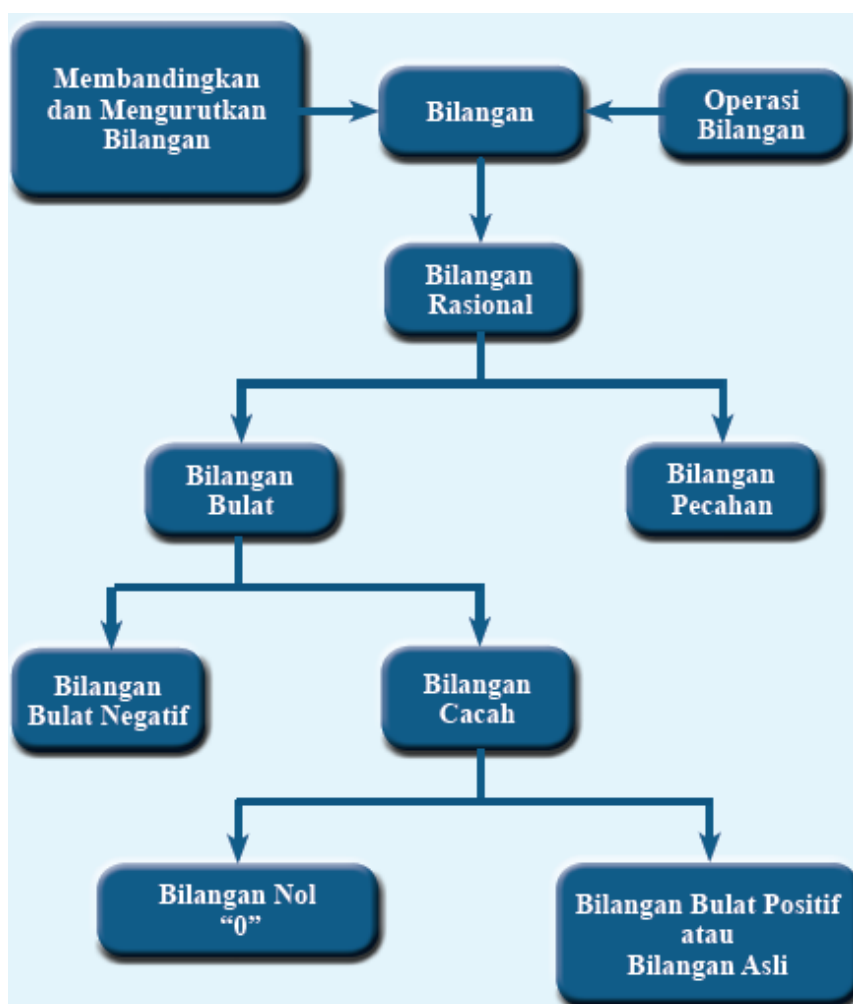 Membandingkan
dan Mengurutkan
Bilangan
Bilangan
Operasi
Bilangan
Bilangan
Rasional
Bilangan
Bulat
Bilangan
Pecahan
Bilangan
Bulat Negatif
Bilangan
Cacah
Bilangan Nol
“0”
Bilangan Bulat Positif
atau
Bilangan Asli